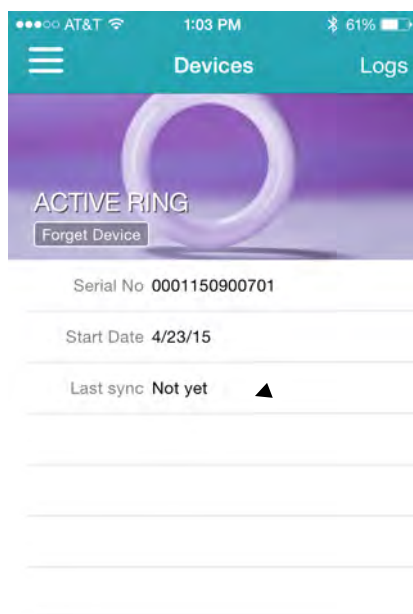 AT&T 1:03 PM 61%
Devices Logs
ACTIVE RING
Forget Device
Serial No 0001150900701
Start Date 4/23/15
Last sync Not yet